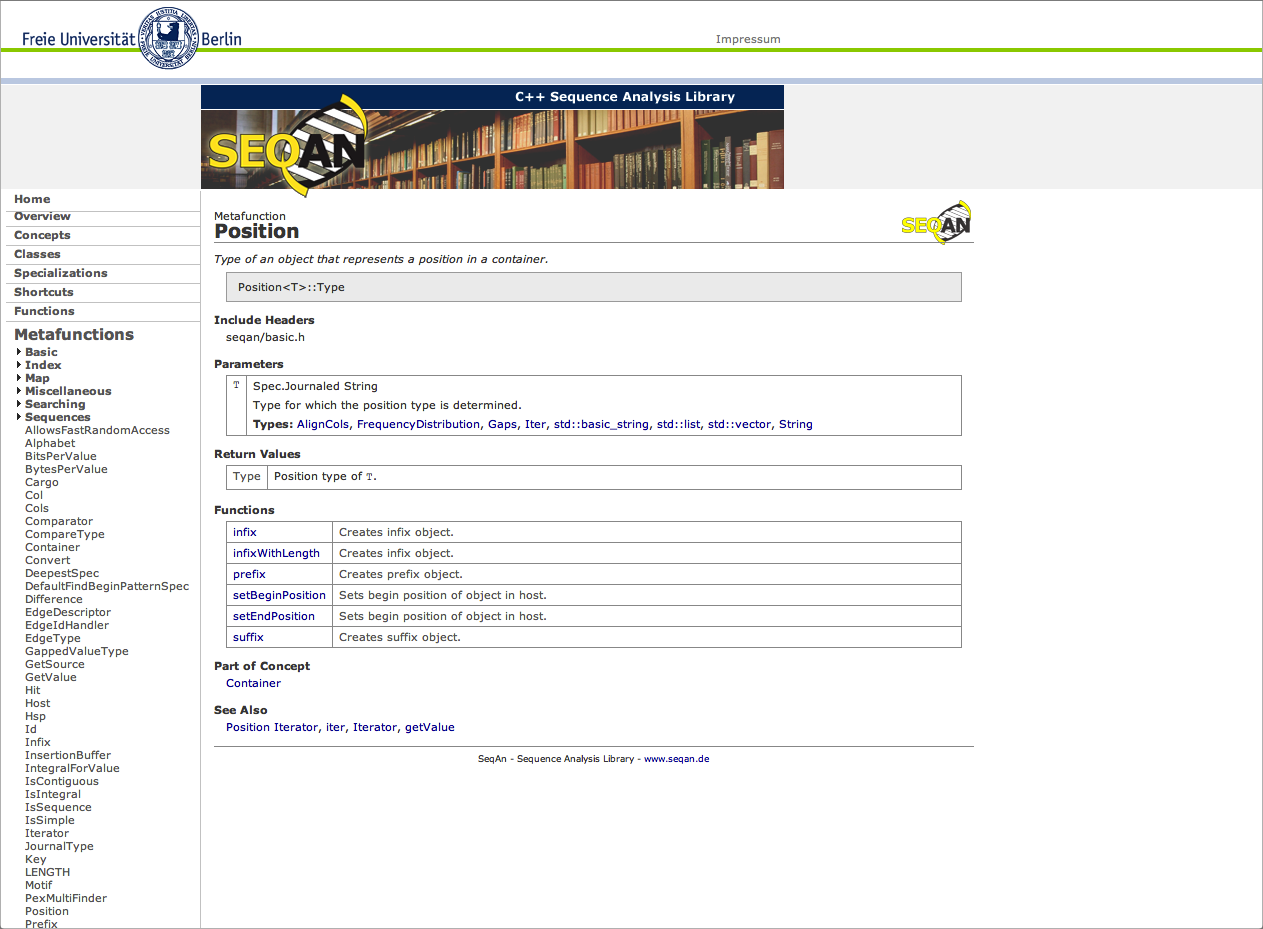 Freie Universität Berlin
Impressum
C++ Sequence Analysis Library
SEQAN
Home
Overview
Concepts
Classes
Specializations
Shortcuts
Functions
Metafunctions
Basic
Index
Map
Miscellaneous
Searching
Sequences
AllowsFastRandomAccess
Alphabet
BitsPerValue
BytesPerValue
Cargo
Col
Cols
Comparator
CompareType
Container
Convert
DeepestSpec
DefaultFindBeginPatternSpec
Difference
EdgeDescriptor
EdgeIdHandler
EdgeType
GappedValueType
GetSource
GetValue
Hit
Host
Hsp
Id
Infix
InsertionBuffer
IntegralForValue
IsContiguous
IsIntegral
IsSequence
IsSimple
Iterator
JournalType
Key
LENGTH
Motif
PexMultiFinder
Position
Prefix
Metafunction
Position
SEQAN
Type of an object that represents a position in a container.
Position<T>::Type
Include Headers
seqan/basic.h
Parameters
T Spec.Journaled String
Type for which the position type is determined.
Types: AlignCols, FrequencyDistribution, Gaps, Iter, std::basic_string, std::list, std::vector, String
Return Values
Type Position type of T.
Functions
infix Creates infix object.
infixWithLength Creates infix object.
prefix Creates prefix object.
setBeginPosition Sets begin position of object in host.
setEndPosition Sets begin position of object in host.
suffix Creates suffix object.
Part of Concept
Container
See Also
Position Iterator, iter, Iterator, getValue
SeqAn - Sequence Analysis Library - www.seqan.de